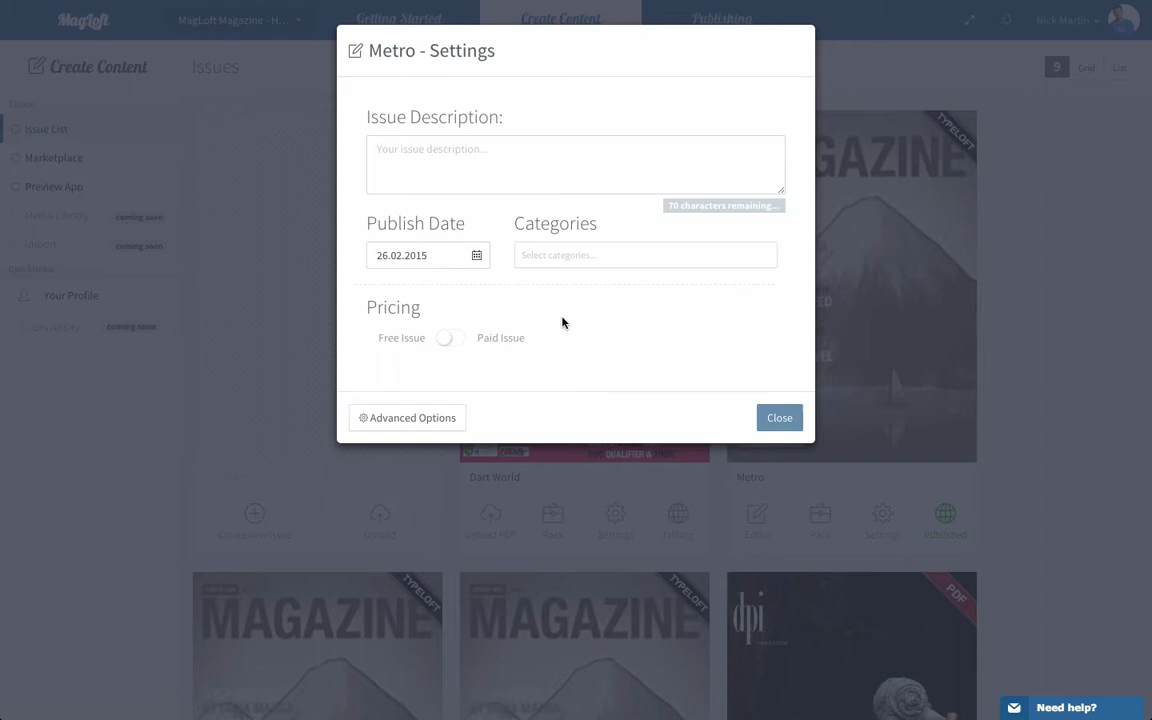 MagLoft
MagLoft Magazine - H...
Getting Started
Create Content
Publishing
Nick Martin
Create Content
Issues
9
Grid
List
Issue List
Marketplace
Preview App
Media Library
coming soon
Import
coming soon
Your Profile
University
coming soon
Metro - Settings
Issue Description:
Your issue description...
70 characters remaining...
Publish Date
Categories
26.02.2015
Select categories...
Pricing
Free Issue
Paid Issue
Advanced Options
Close
TYPELOFT
QUALIFIER &
Dart World
Metro
Create new issue
Upload
Upload PDF
Pack
Settings
Editing
Editor
Pack
Settings
Published
TYPELOFT
MAGAZINE
TYPELOFT
MAGAZINE
PDF
dpi
Need help?